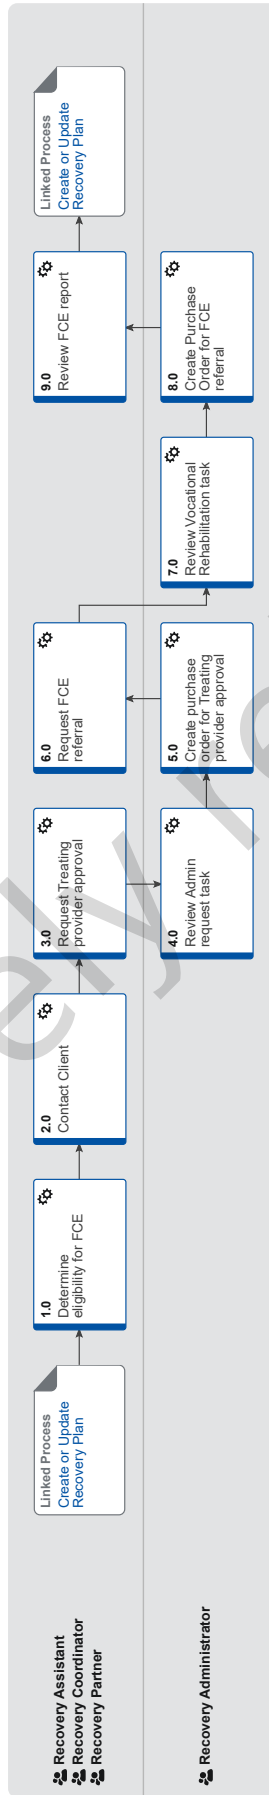 Recovery Assistant
Recovery Coordinator
Recovery Partner
Linked Process
Create or Update
Recovery Plan
1.0
Determine
eligibility for FCE
2.0
Contact Client
3.0
Request Treating
provider approval
6.0
Request FCE
referral
9.0
Review FCE report
Linked Process
Create or Update
Recovery Plan
Recovery Administrator
4.0
Review Admin
request task
5.0
Create purchase
order for Treating
provider approval
7.0
Review Vocational
Rehabilitation task
8.0
Create Purchase
Order for FCE
referral
ely re